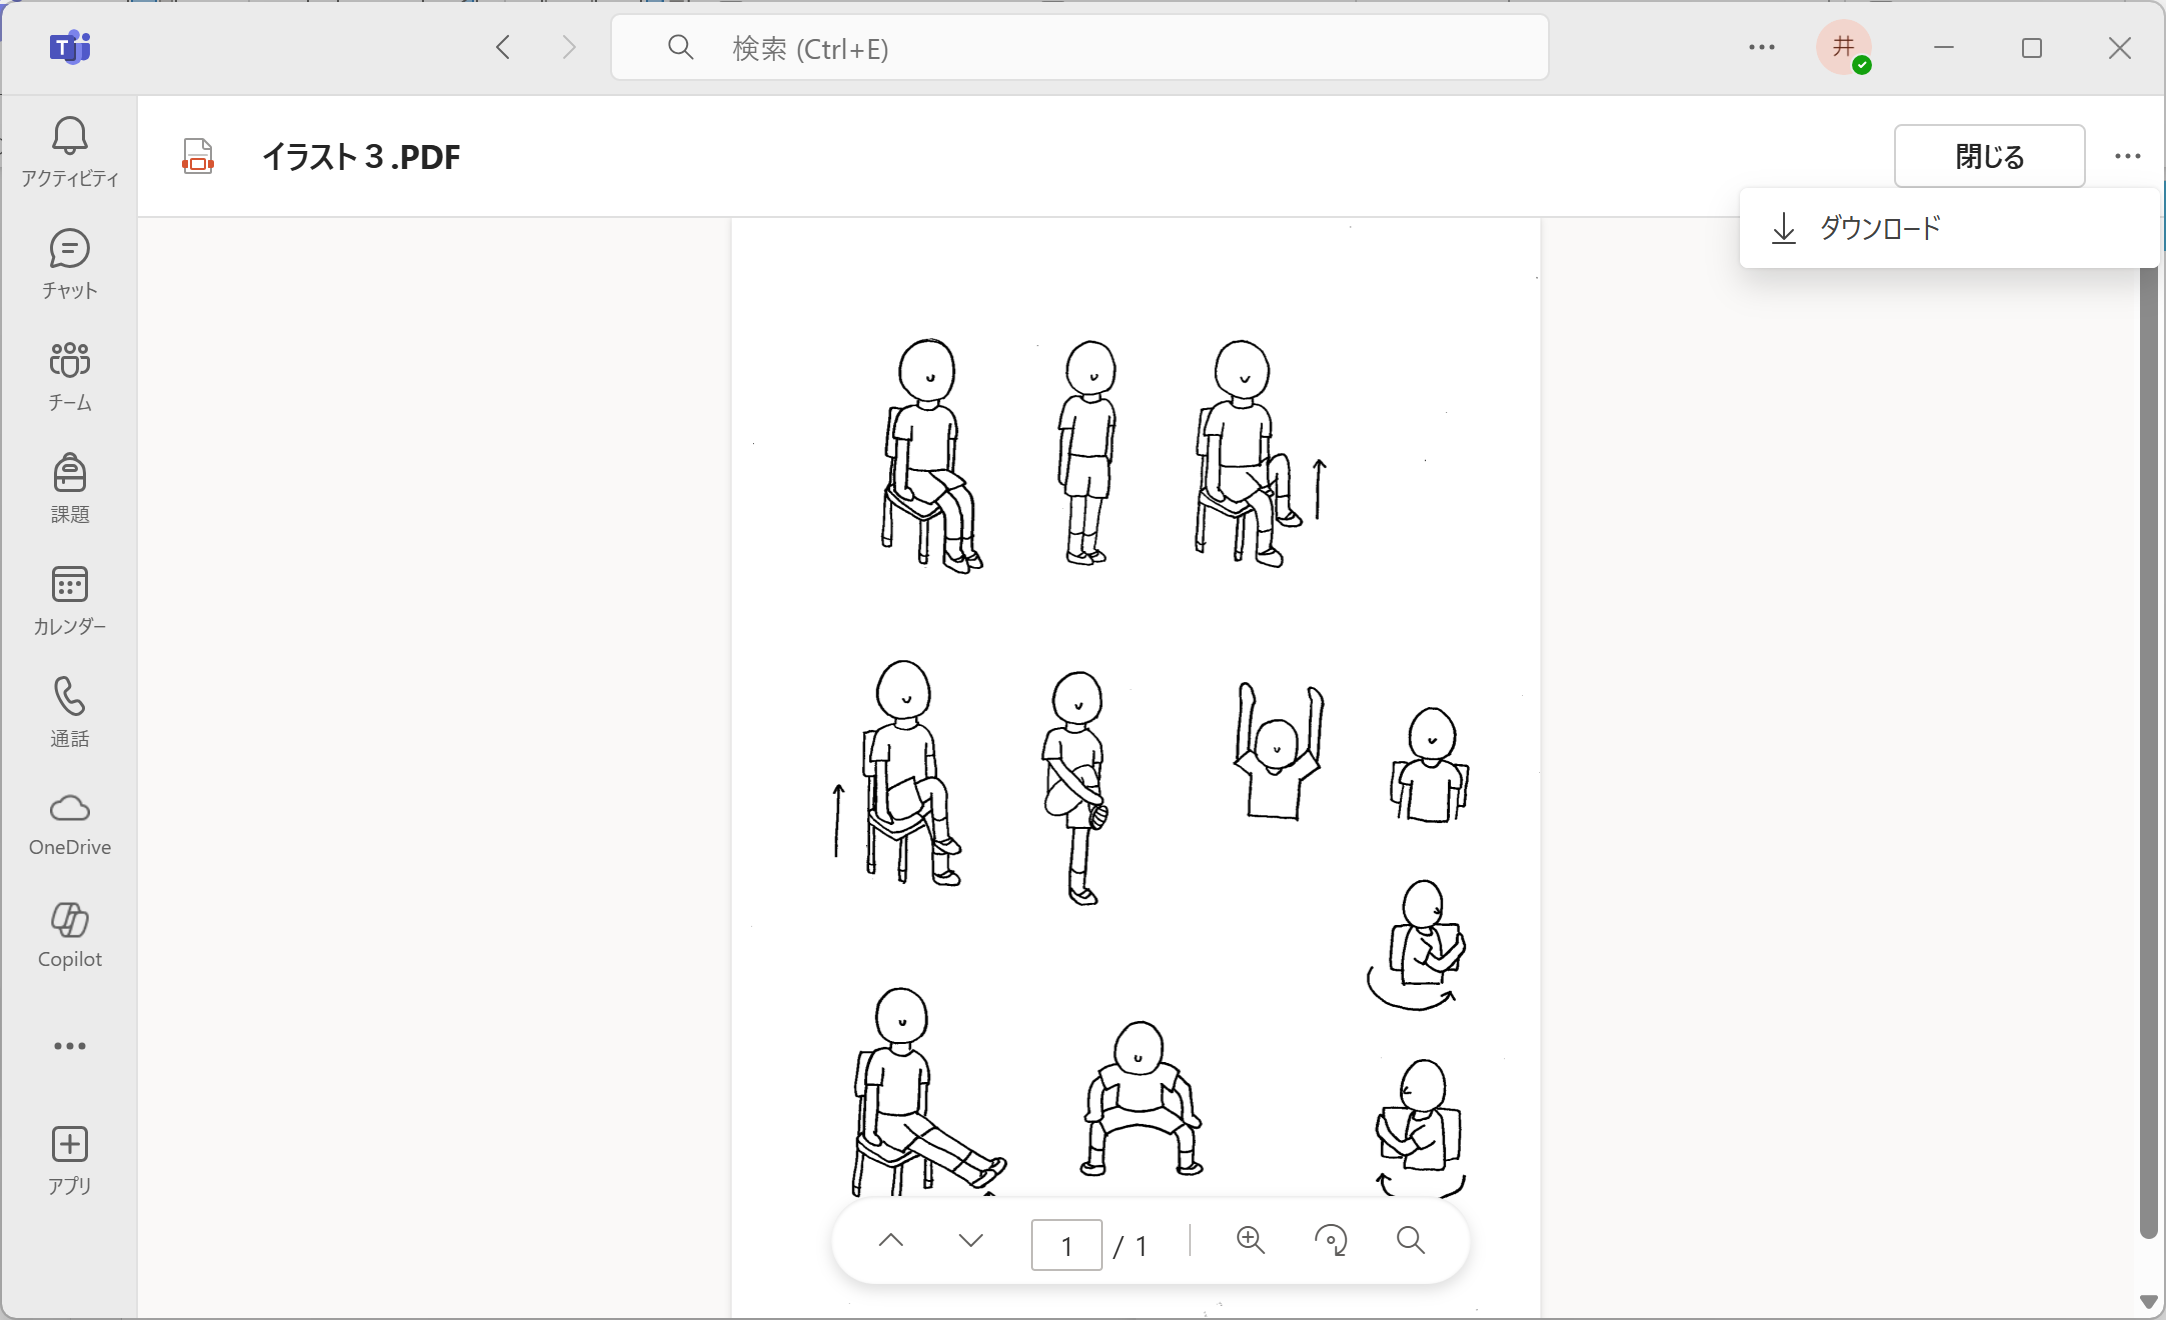 T
検索 (Ctrl+E)
井
アクティビティ
チャット
チーム
課題
カレンダー
通話
OneDrive
Copilot
アプリ
イラスト３.PDF
閉じる
ダウンロード
1 / 1